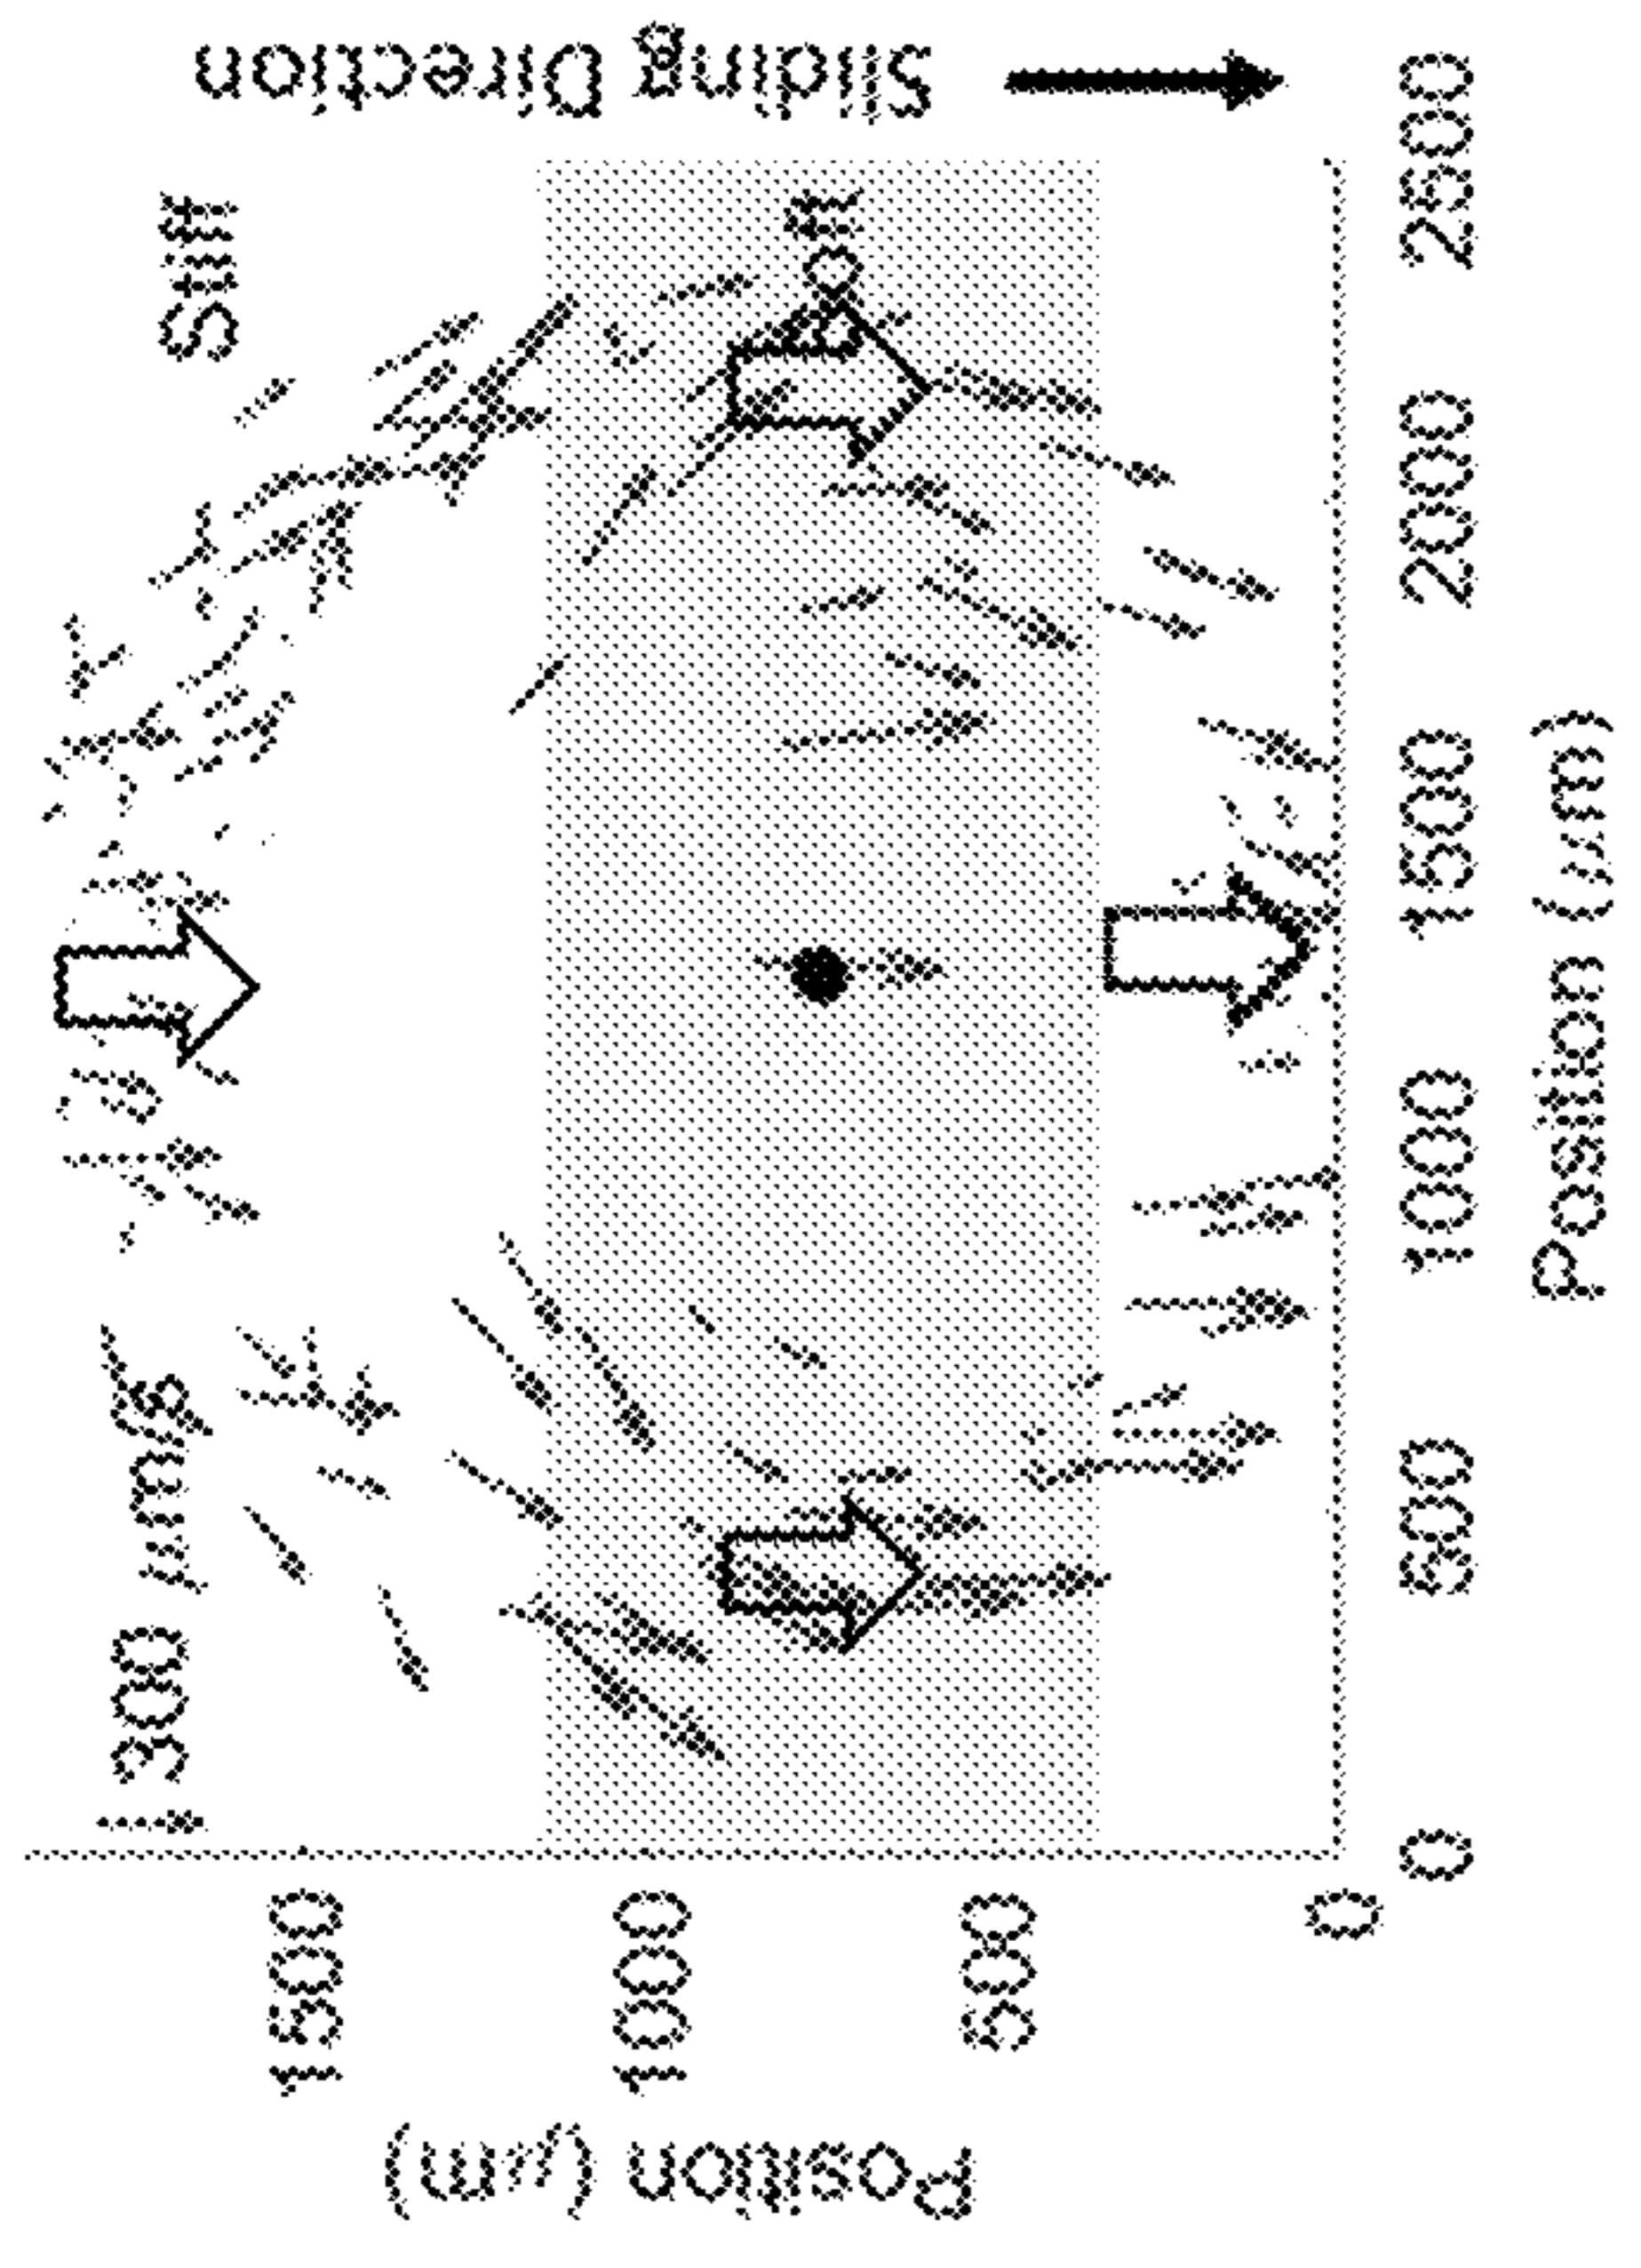 Position (μm)
1500
1000
500
0
300 μm/s
Stiff
Soft
Sliding Direction
0
500
1000
1500
2000
2500
Position (μm)